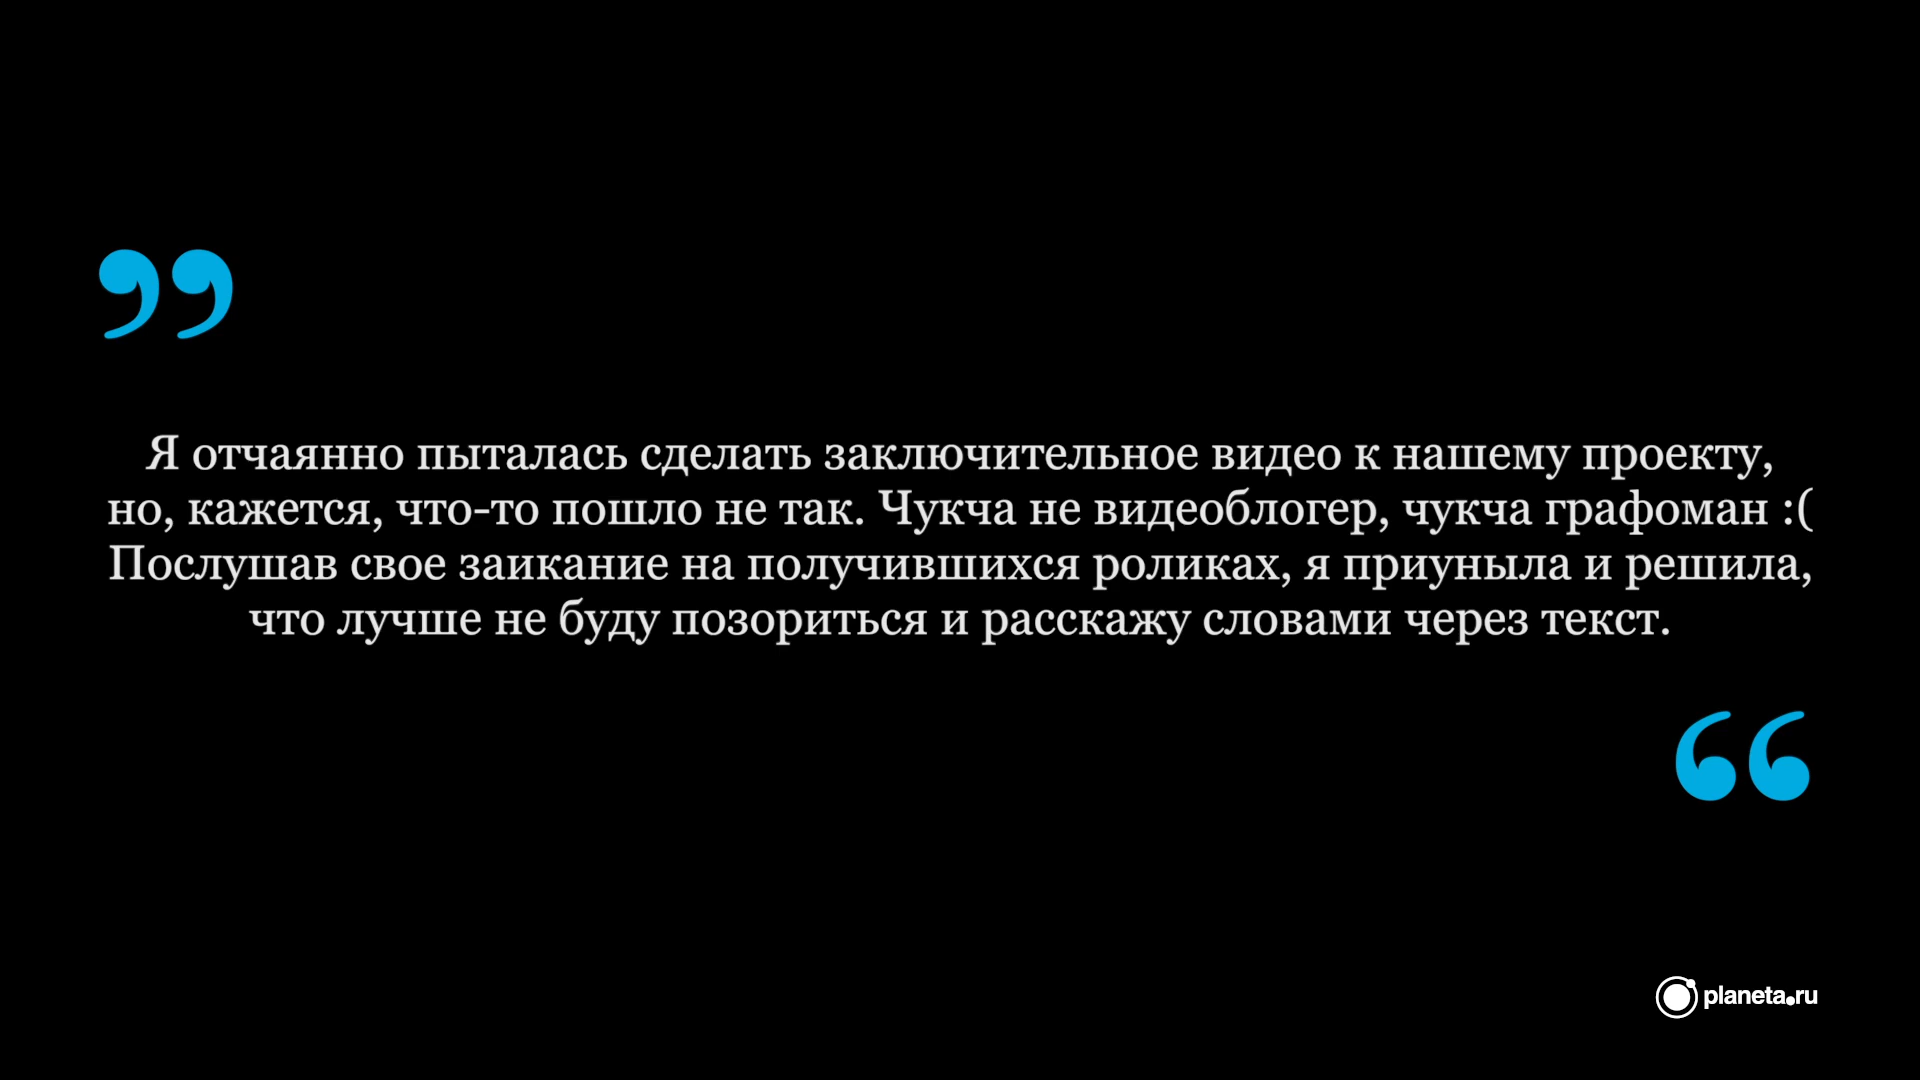 ”
Я отчаянно пыталась сделать заключительное видео к нашему проекту,
но, кажется, что-то пошло не так. Чукча не видеоблогер, чукча графоман :(
Послушав свое заикание на получившихся роликах, я приуныла и решила,
что лучше не буду позориться и расскажу словами через текст.
“
planeta.ru